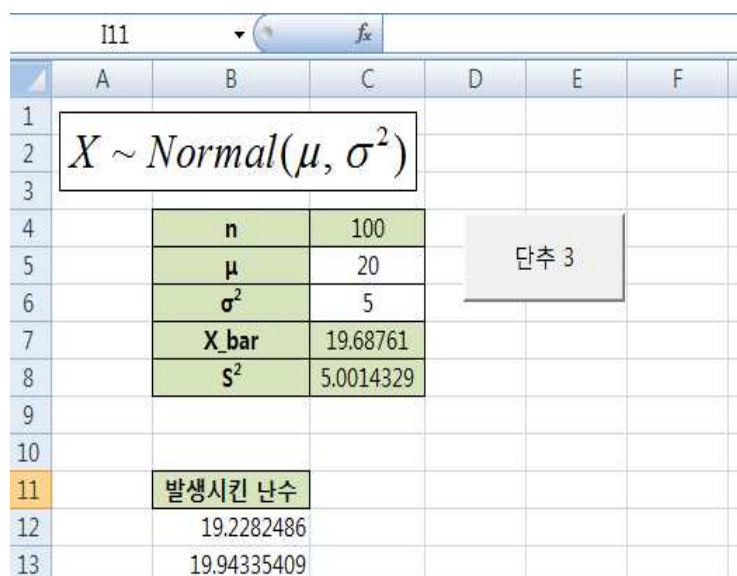 I11 fx
A B C D E F
1
2 X ~ Normal(μ, σ²)
3
4 n 100
5 μ 20 단추 3
6 σ² 5
7 X_bar 19.68761
8 S² 5.0014329
9
10
11 발생시킨 난수
12 19.2282486
13 19.94335409